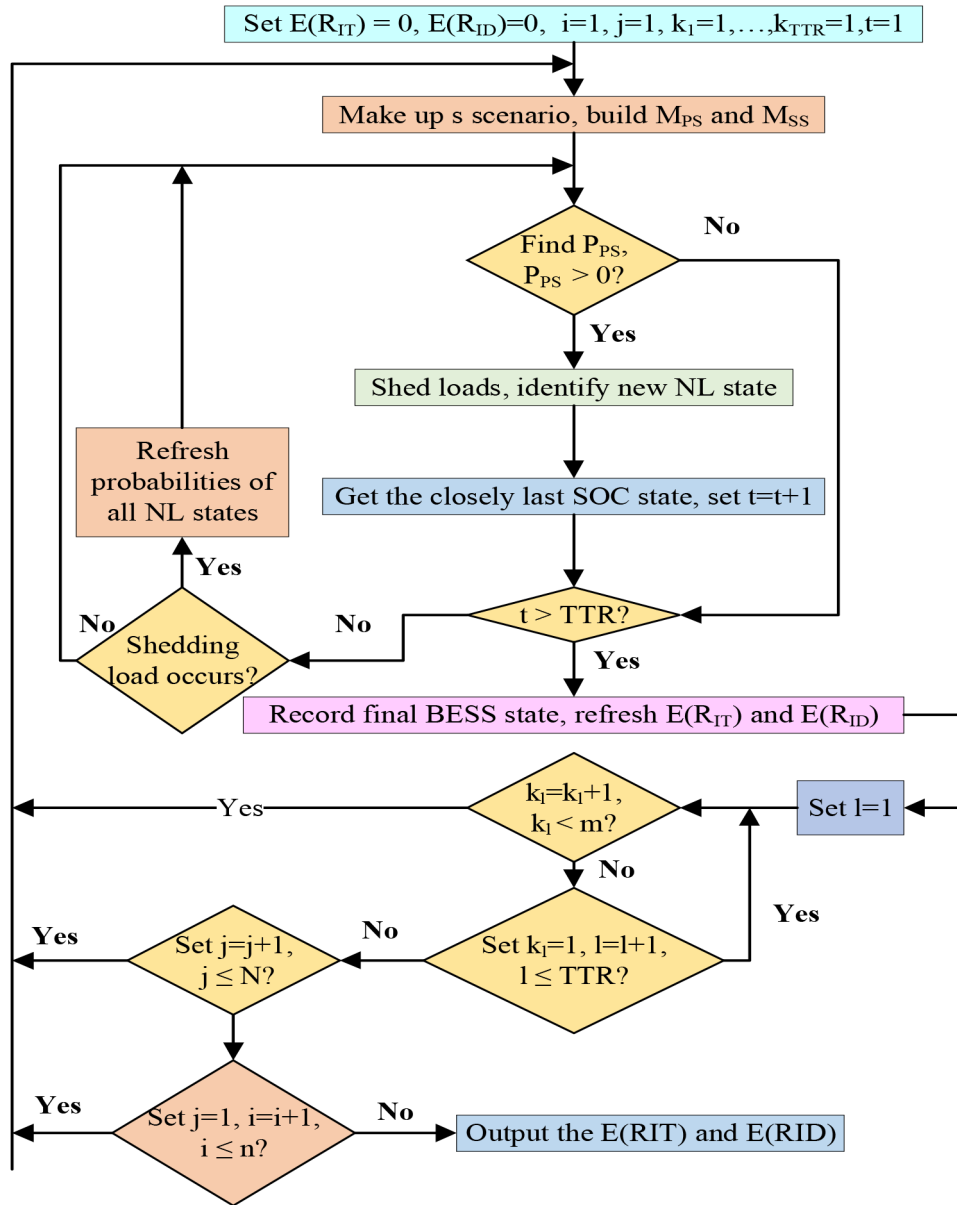 Set E(R_IT) = 0, E(R_ID)=0, i=1, j=1, k_1=1,…,k_TTR=1,t=1
Make up s scenario, build M_PS and M_SS
No
Find P_PS,
P_PS > 0?
Yes
Shed loads, identify new NL state
Refresh
probabilities of
all NL states
Get the closely last SOC state, set t=t+1
Yes
No
No
t > TTR?
Shedding
load occurs?
Yes
Record final BESS state, refresh E(R_IT) and E(R_ID)
Yes
k_l=k_l+1,
k_l < m?
Set l=1
No
Yes
Yes
Set j=j+1,
j ≤ N?
No
Set k_l=1, l=l+1,
l ≤ TTR?
Yes
Set j=1, i=i+1,
i ≤ n?
No
Output the E(RIT) and E(RID)